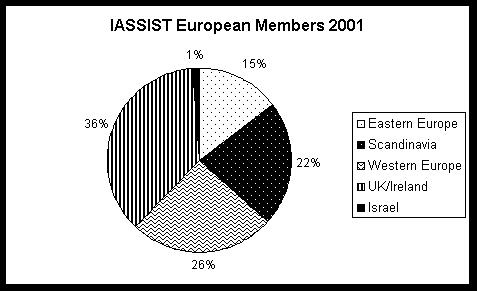 IASSIST European Members 2001
1%
15%
36%
22%
26%
Eastern Europe
Scandinavia
Western Europe
UK/Ireland
Israel